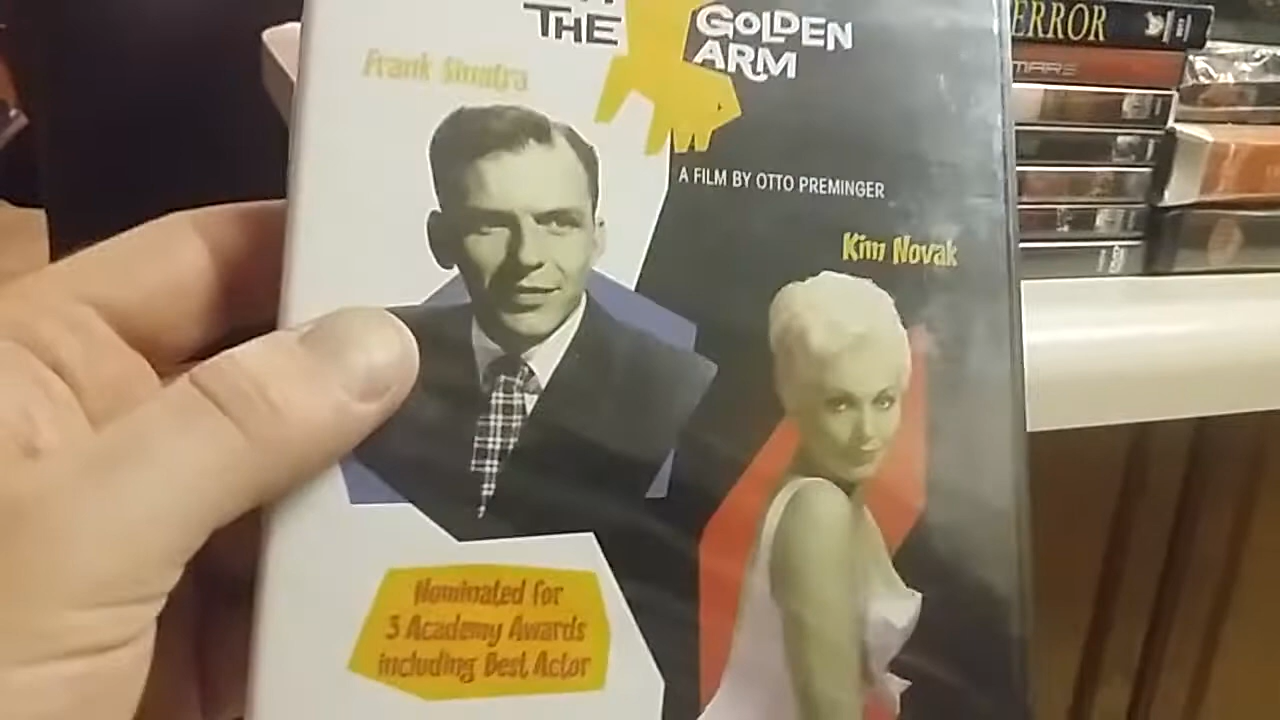 THE
GOLDEN
ARM
Frank Sinatra
A FILM BY OTTO PREMINGER
Kim Novak
Nominated for
3 Academy Awards
including Best Actor
ERROR